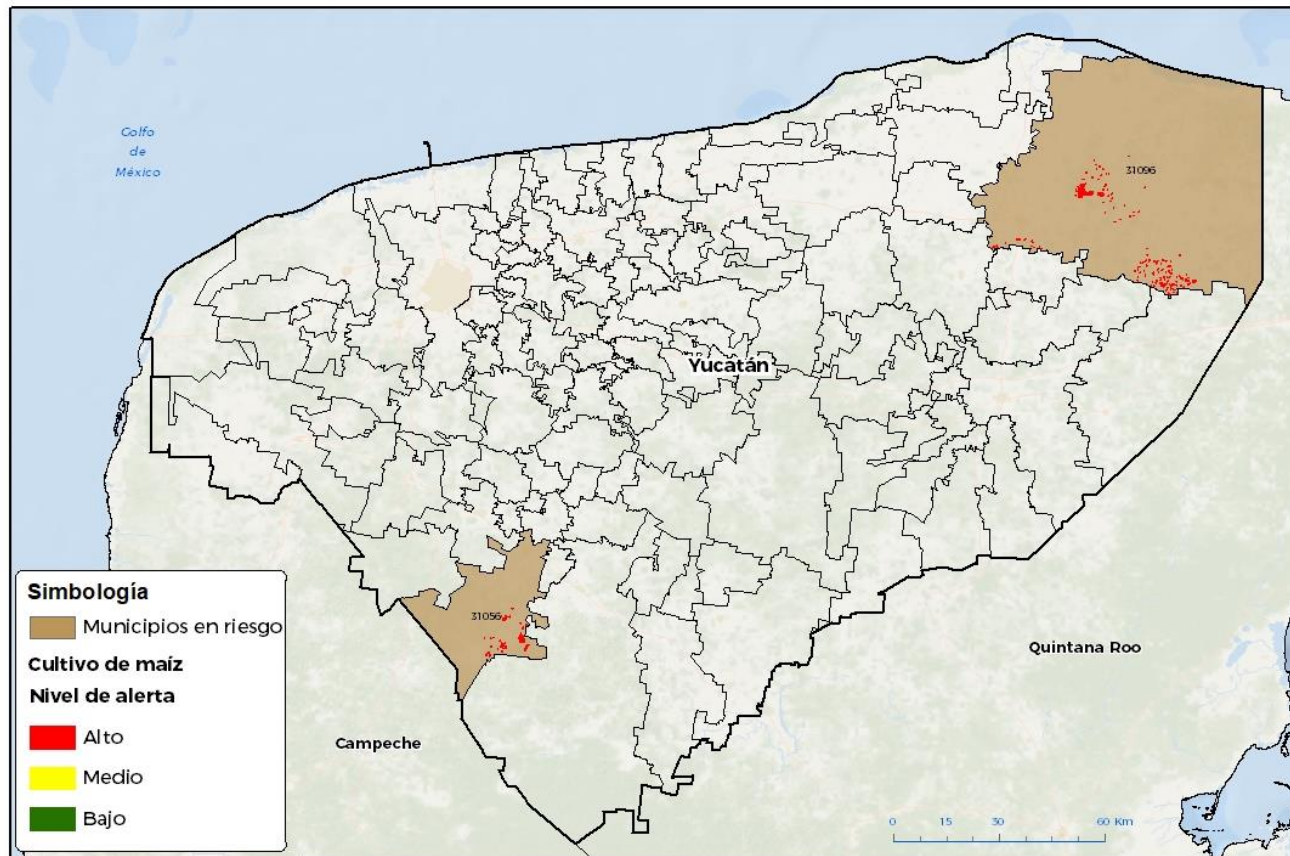 Golfo
de
México
31096
Yucatán
31056
Quintana Roo
Campeche
Simbología
Municipios en riesgo
Cultivo de maíz
Nivel de alerta
Alto
Medio
Bajo
0 15 30 60 Km